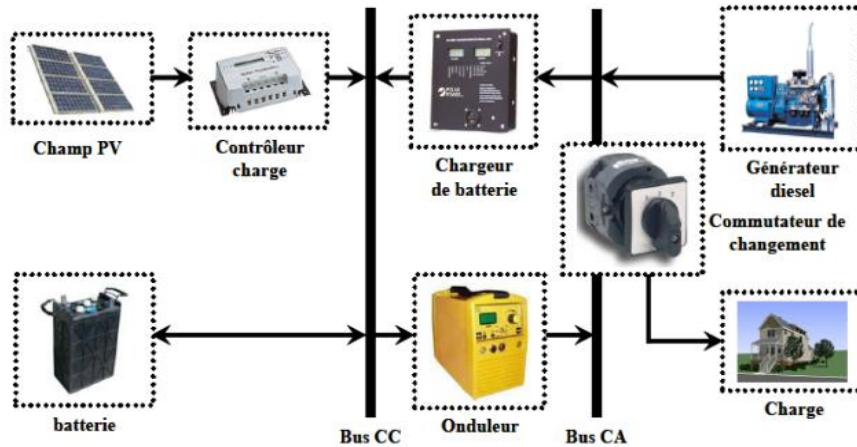 Champ PV
Contrôleur
charge
Chargeur
de batterie
Générateur
diesel
Commutateur de
changement
batterie
Bus CC
Onduleur
Bus CA
Charge